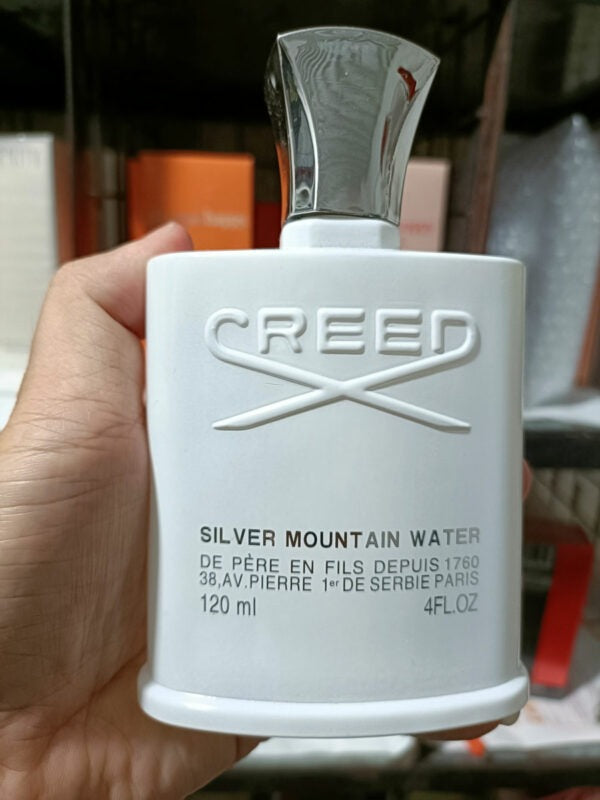 CREED
SILVER MOUNTAIN WATER
DE PÈRE EN FILS DEPUIS 1760
38,AV.PIERRE 1er DE SERBIE PARIS
120 ml 4FL.OZ